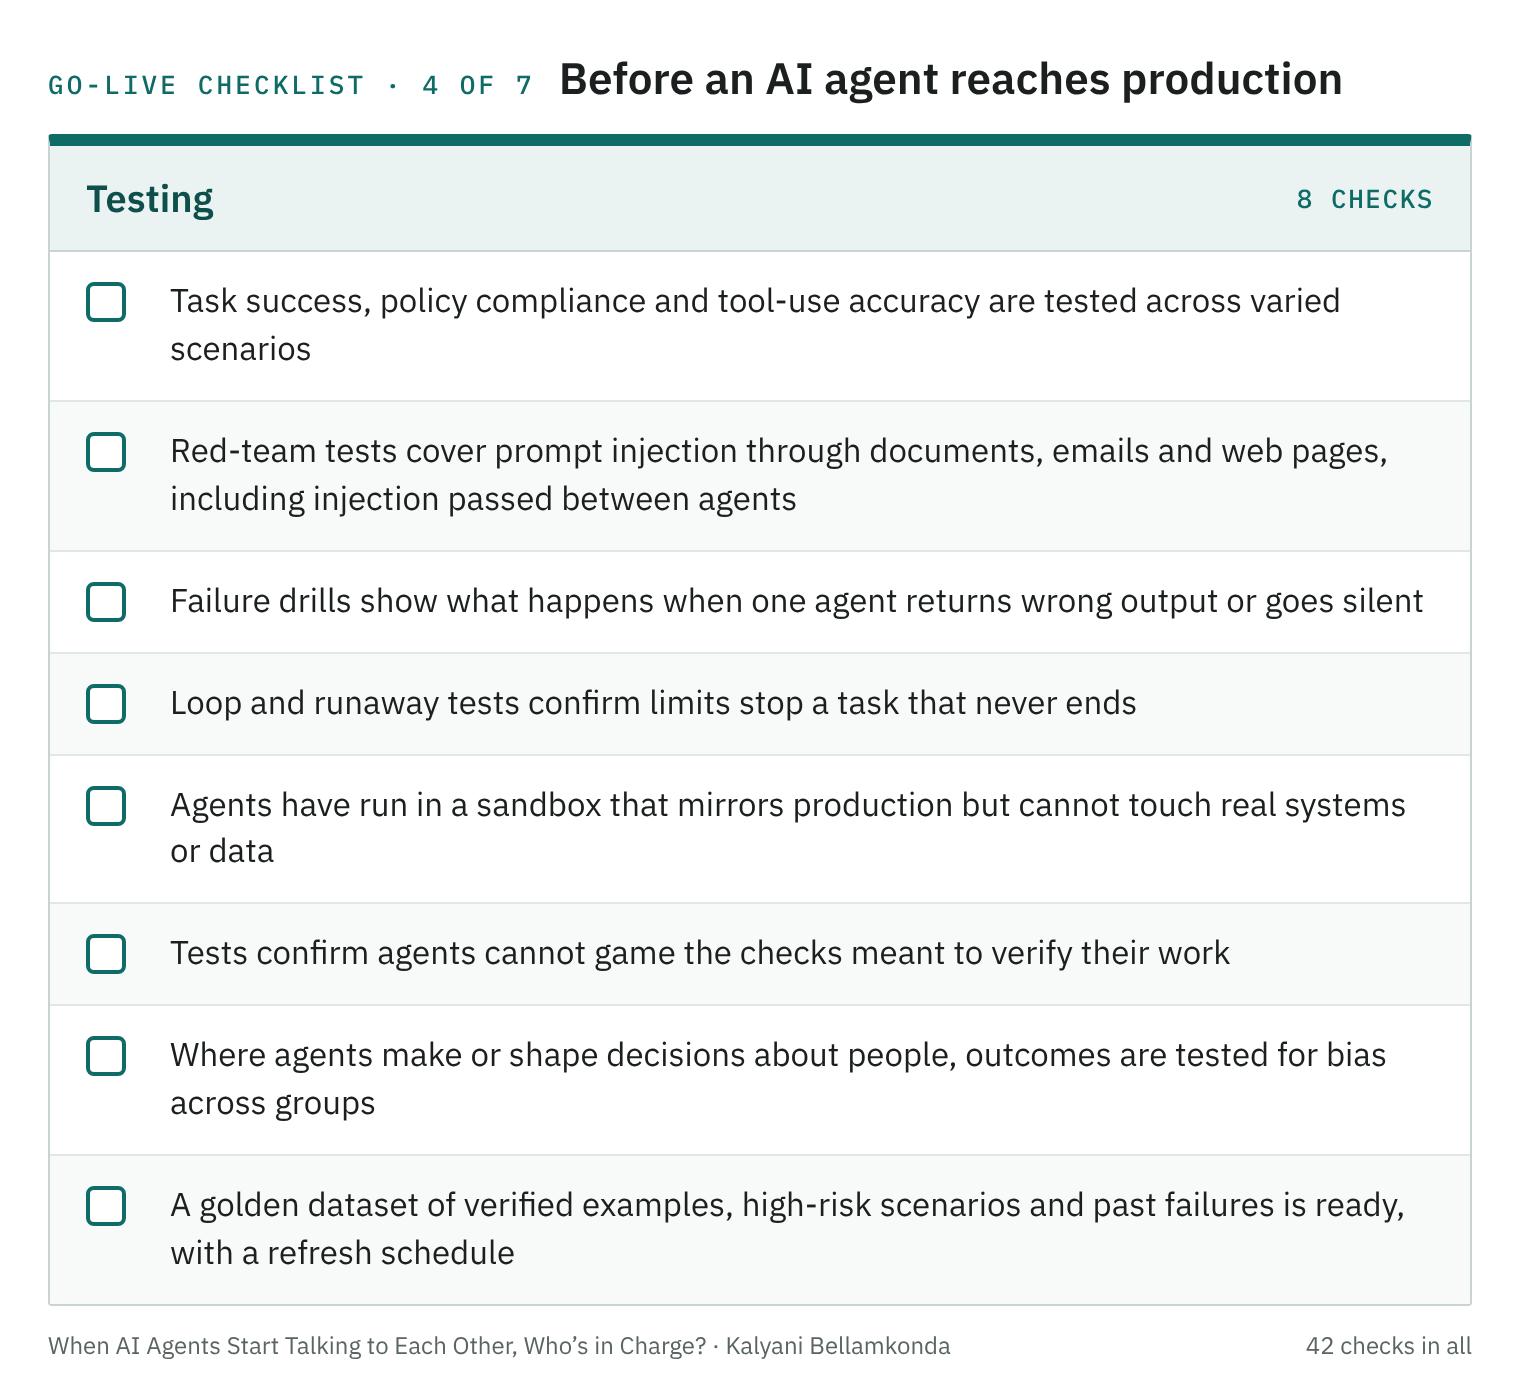 GO-LIVE CHECKLIST · 4 OF 7 Before an AI agent reaches production
Testing 8 CHECKS
Task success, policy compliance and tool-use accuracy are tested across varied
scenarios
Red-team tests cover prompt injection through documents, emails and web pages,
including injection passed between agents
Failure drills show what happens when one agent returns wrong output or goes silent
Loop and runaway tests confirm limits stop a task that never ends
Agents have run in a sandbox that mirrors production but cannot touch real systems
or data
Tests confirm agents cannot game the checks meant to verify their work
Where agents make or shape decisions about people, outcomes are tested for bias
across groups
A golden dataset of verified examples, high-risk scenarios and past failures is ready,
with a refresh schedule
When AI Agents Start Talking to Each Other, Who’s in Charge? · Kalyani Bellamkonda 42 checks in all